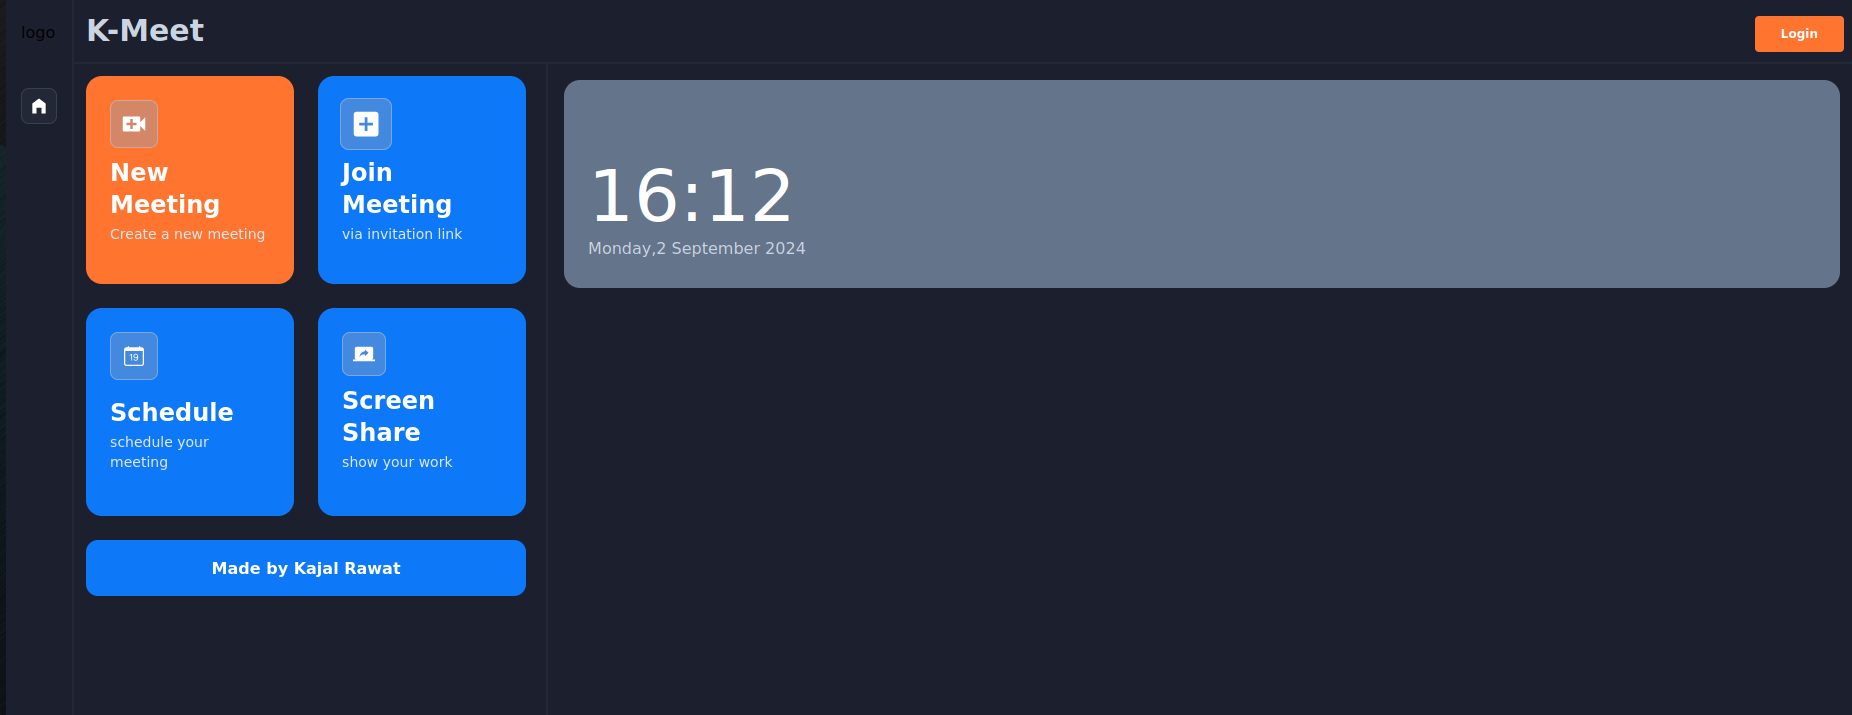 logo
K-Meet
Login
New
Meeting
Create a new meeting
Join
Meeting
via invitation link
16:12
Monday,2 September 2024
19
Schedule
schedule your
meeting
Screen
Share
show your work
Made by Kajal Rawat